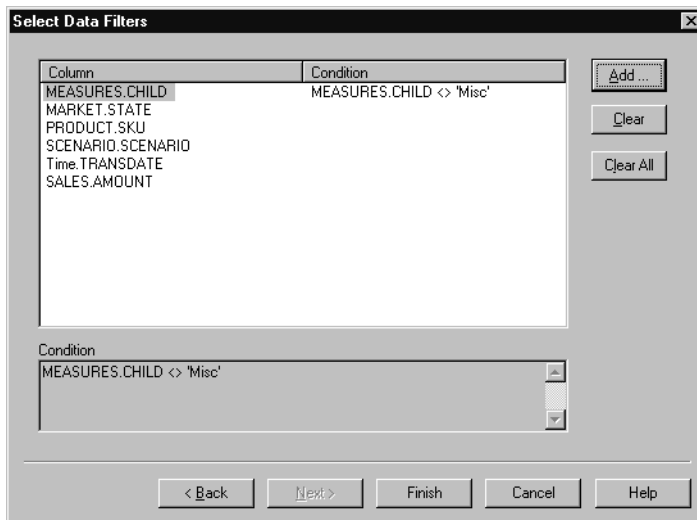 Select Data Filters
Column Condition
MEASURES.CHILD MEASURES.CHILD <> 'Misc'
MARKET.STATE
PRODUCT.SKU
SCENARIO.SCENARIO
Time.TRANSDATE
SALES.AMOUNT
Add ...
Clear
Clear All
Condition
MEASURES.CHILD <> 'Misc'
< Back Next > Finish Cancel Help